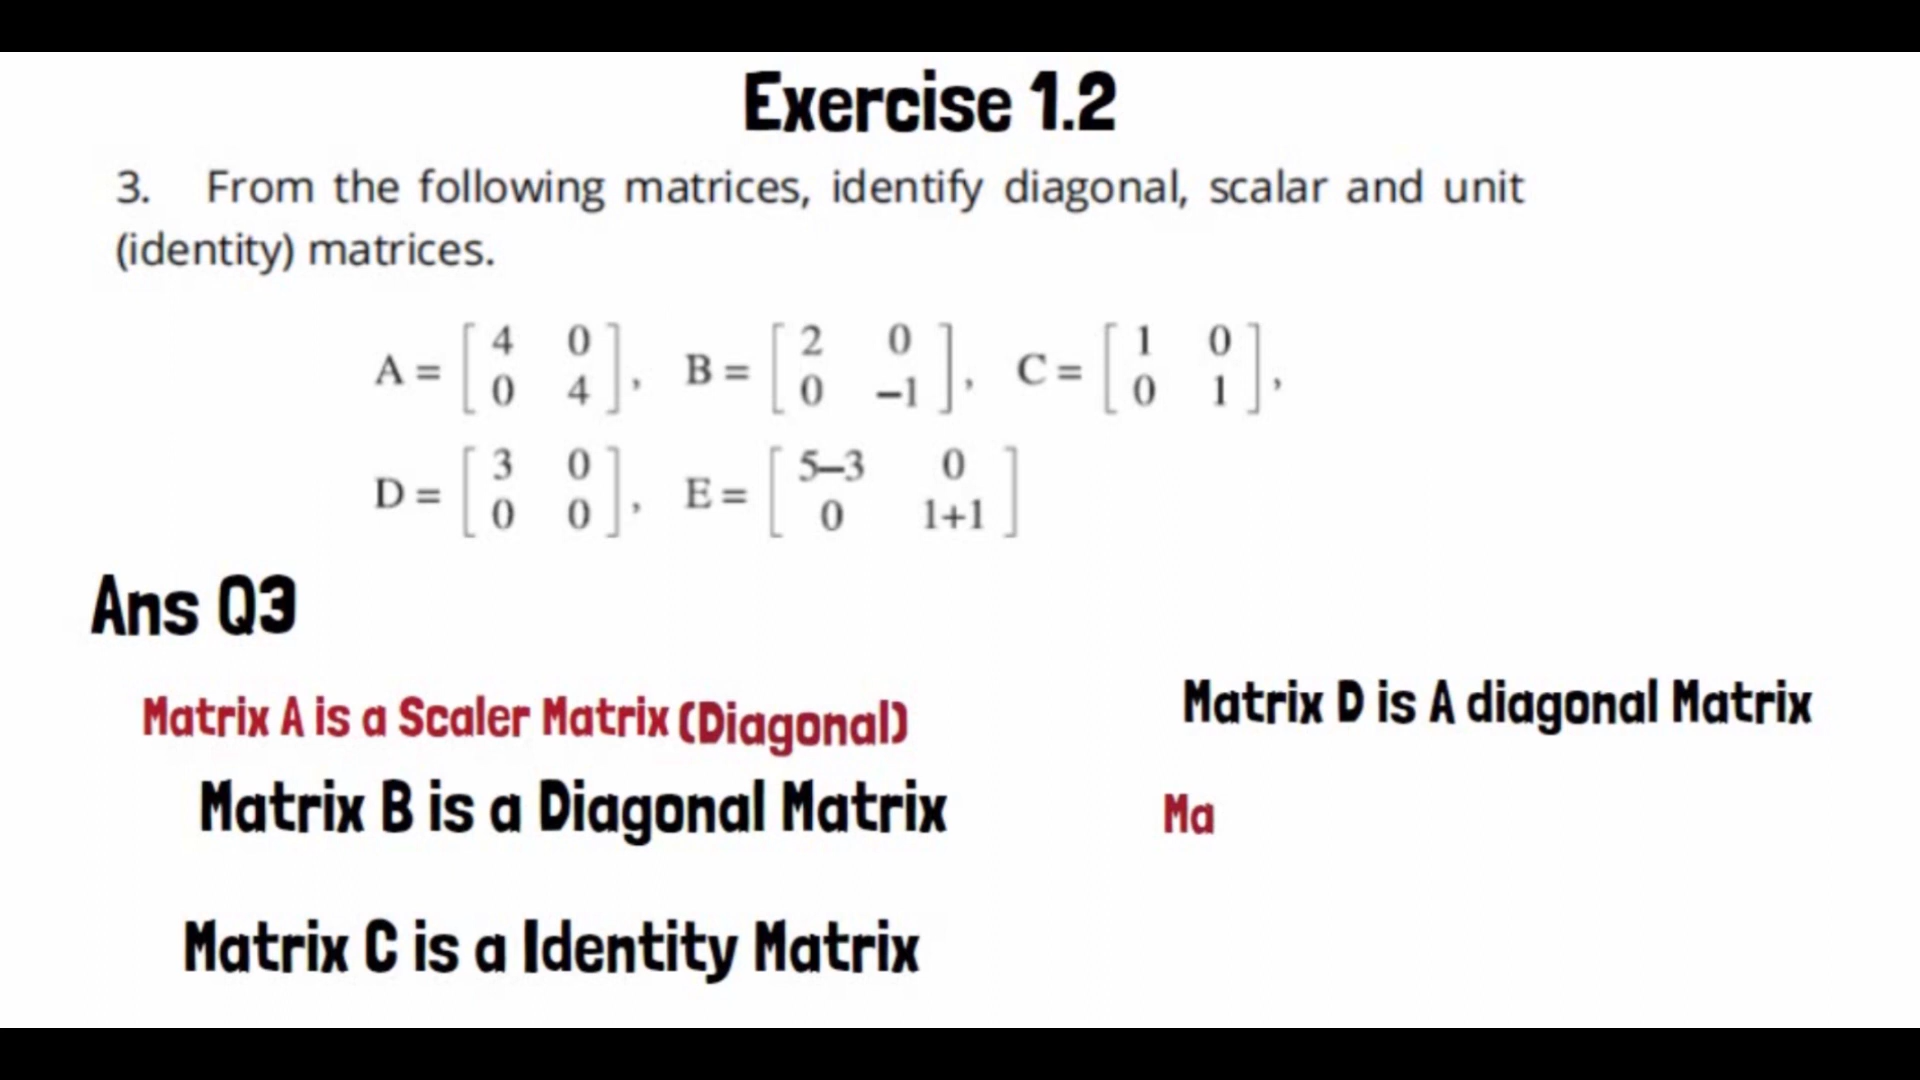 Exercise 1.2
3. From the following matrices, identify diagonal, scalar and unit
(identity) matrices.
A = [ 4 0 0 4 ], B = [ 2 0 0 –1 ], C = [ 1 0 0 1 ],
D = [ 3 0 0 0 ], E = [ 5–3 0 0 1+1 ]
Ans Q3
Matrix A is a Scaler Matrix (Diagonal)
Matrix B is a Diagonal Matrix
Matrix C is a Identity Matrix
Matrix D is A diagonal Matrix
Ma